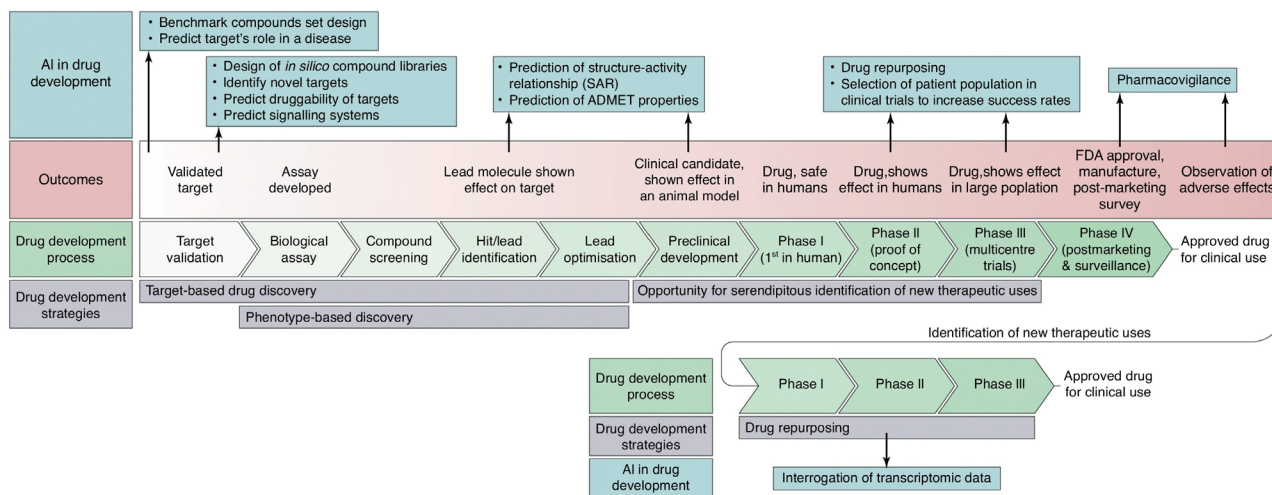 AI in drug
development
• Benchmark compounds set design
• Predict target's role in a disease
• Design of in silico compound libraries
• Identify novel targets
• Predict druggability of targets
• Predict signalling systems
• Prediction of structure-activity
relationship (SAR)
• Prediction of ADMET properties
• Drug repurposing
• Selection of patient population in
clinical trials to increase success rates
Pharmacovigilance
Outcomes
Validated
target
Assay
developed
Lead molecule shown
effect on target
Clinical candidate,
shown effect in
an animal model
Drug, safe
in humans
Drug,shows
effect in humans
Drug,shows effect
in large poplation
FDA approval,
manufacture,
post-marketing
survey
Observation of
adverse effects
Drug development
process
Target
validation
Biological
assay
Compound
screening
Hit/lead
identification
Lead
optimisation
Preclinical
development
Phase I
(1st in human)
Phase II
(proof of
concept)
Phase III
(multicentre
trials)
Phase IV
(postmarketing
& surveillance)
Approved drug
for clinical use
Drug development
strategies
Target-based drug discovery
Opportunity for serendipitous identification of new therapeutic uses
Phenotype-based discovery
Identification of new therapeutic uses
Drug development
process
Phase I
Phase II
Phase III
Approved drug
for clinical use
Drug development
strategies
Drug repurposing
AI in drug
development
Interrogation of transcriptomic data